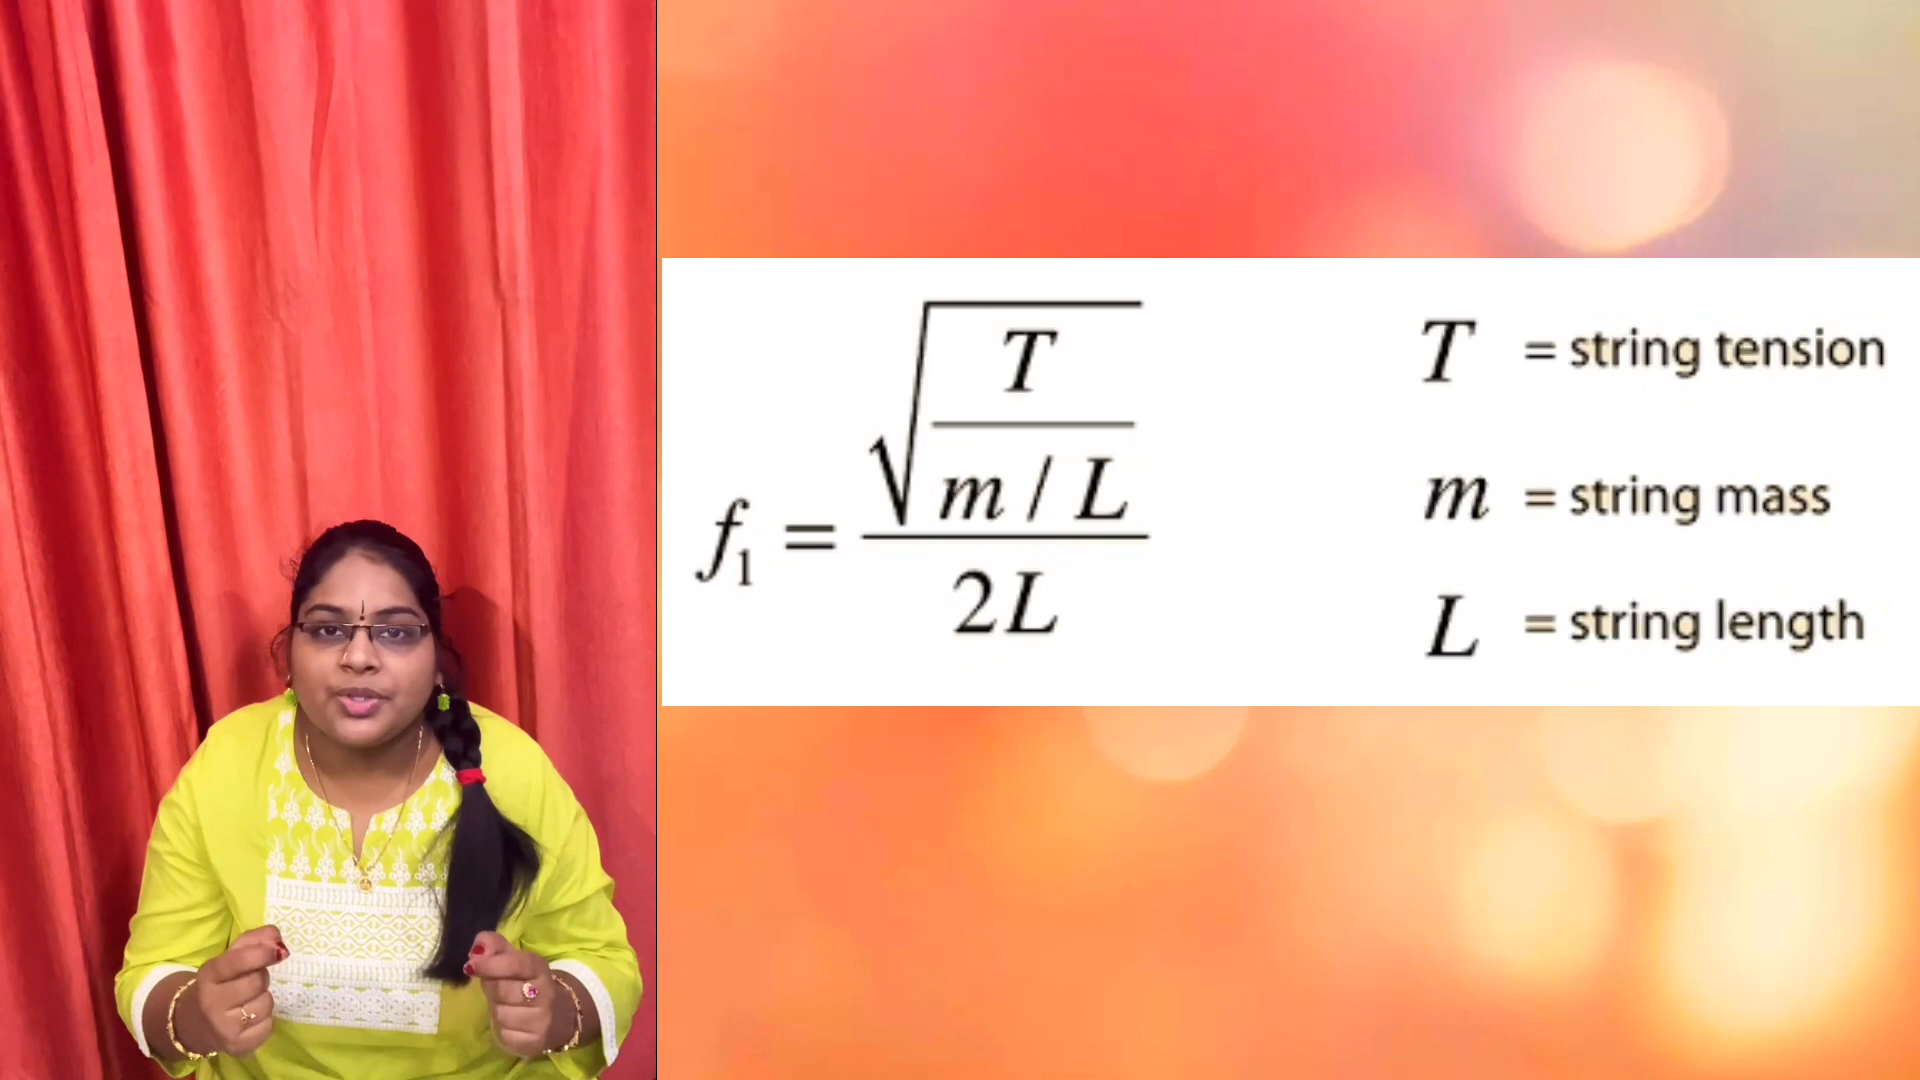 f₁ = √(T / (m / L)) / 2L
T = string tension
m = string mass
L = string length